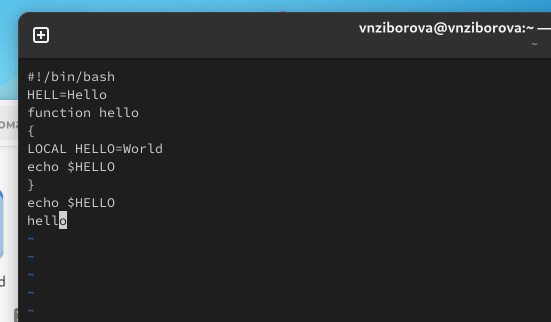 vnziborova@vnziborova:~ —
~
#!/bin/bash
HELL=Hello
function hello
{
LOCAL HELLO=World
echo $HELLO
}
echo $HELLO
hello
~
~
~
~
~